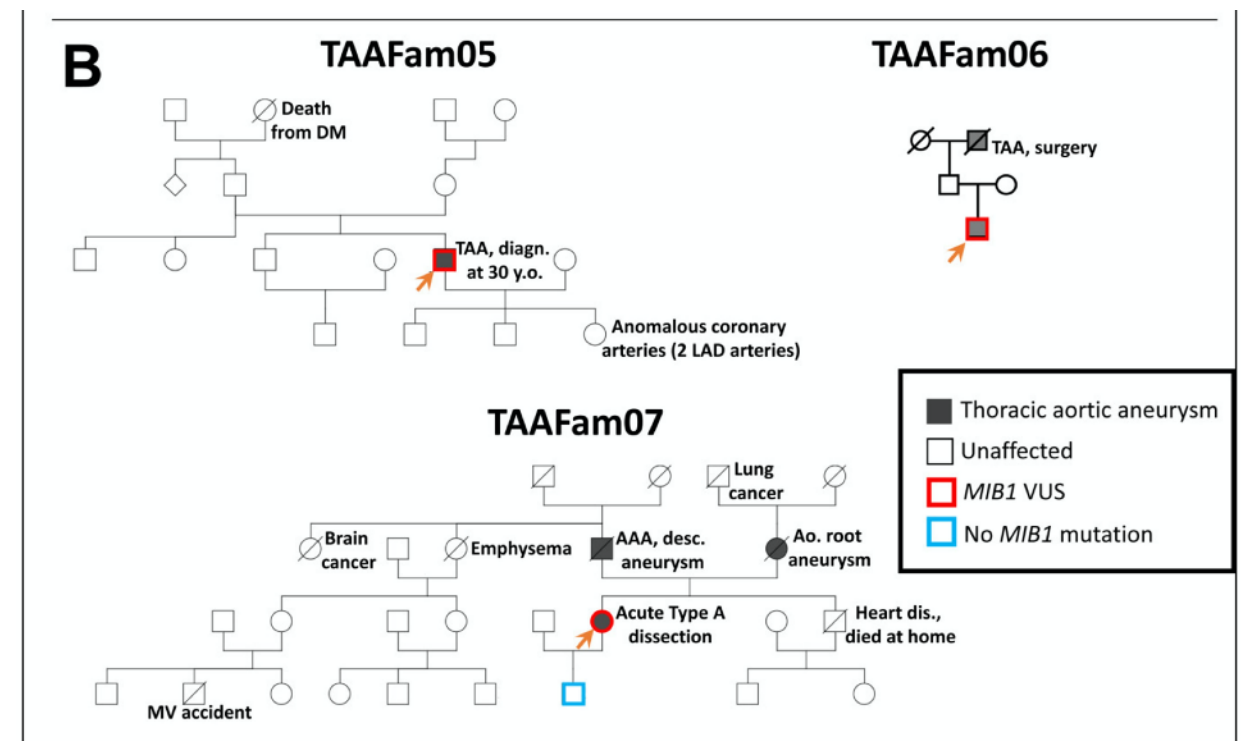 B
TAAFam05
TAAFam06
Death
from DM
TAA, surgery
TAA, diagn.
at 30 y.o.
Anomalous coronary
arteries (2 LAD arteries)
Thoracic aortic aneurysm
Unaffected
MIB1 VUS
No MIB1 mutation
TAAFam07
Lung
cancer
Brain
cancer
Emphysema
AAA, desc.
aneurysm
Ao. root
aneurysm
Acute Type A
dissection
Heart dis.,
died at home
MV accident